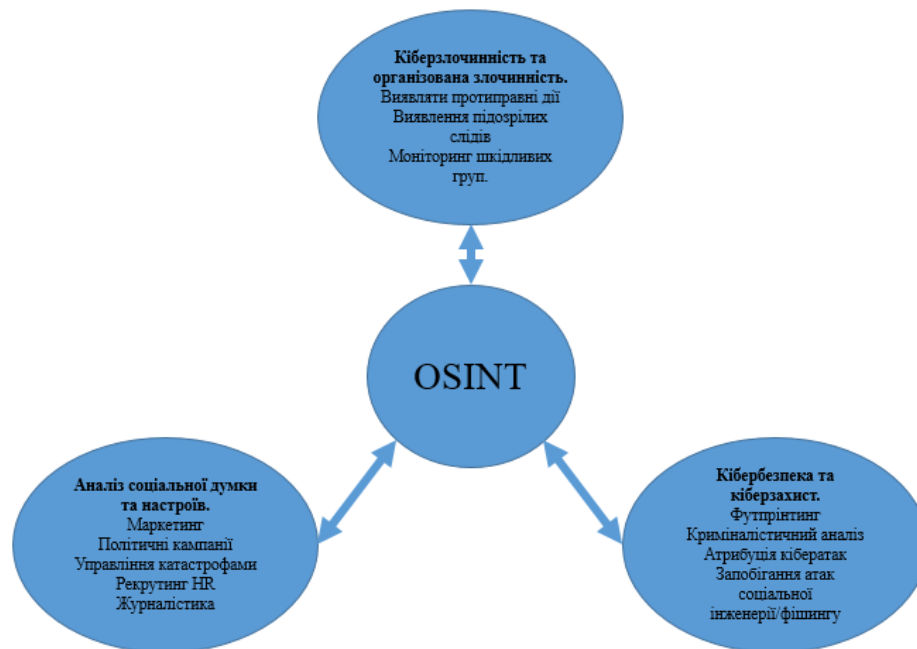 Кіберзлочинність та
організована злочинність.
Виявляти протиправні дії
Виявлення підозрілих
слідів
Моніторинг шкідливих
груп.
OSINT
Аналіз соціальної думки
та настроїв.
Маркетинг
Політичні кампанії
Управління катастрофами
Рекрутинг HR
Журналістика
Кібербезпека та
кіберзахист.
Футпрінтинг
Криміналістичний аналіз
Атрибуція кібератак
Запобігання атак
соціальної
інженерії/фішингу